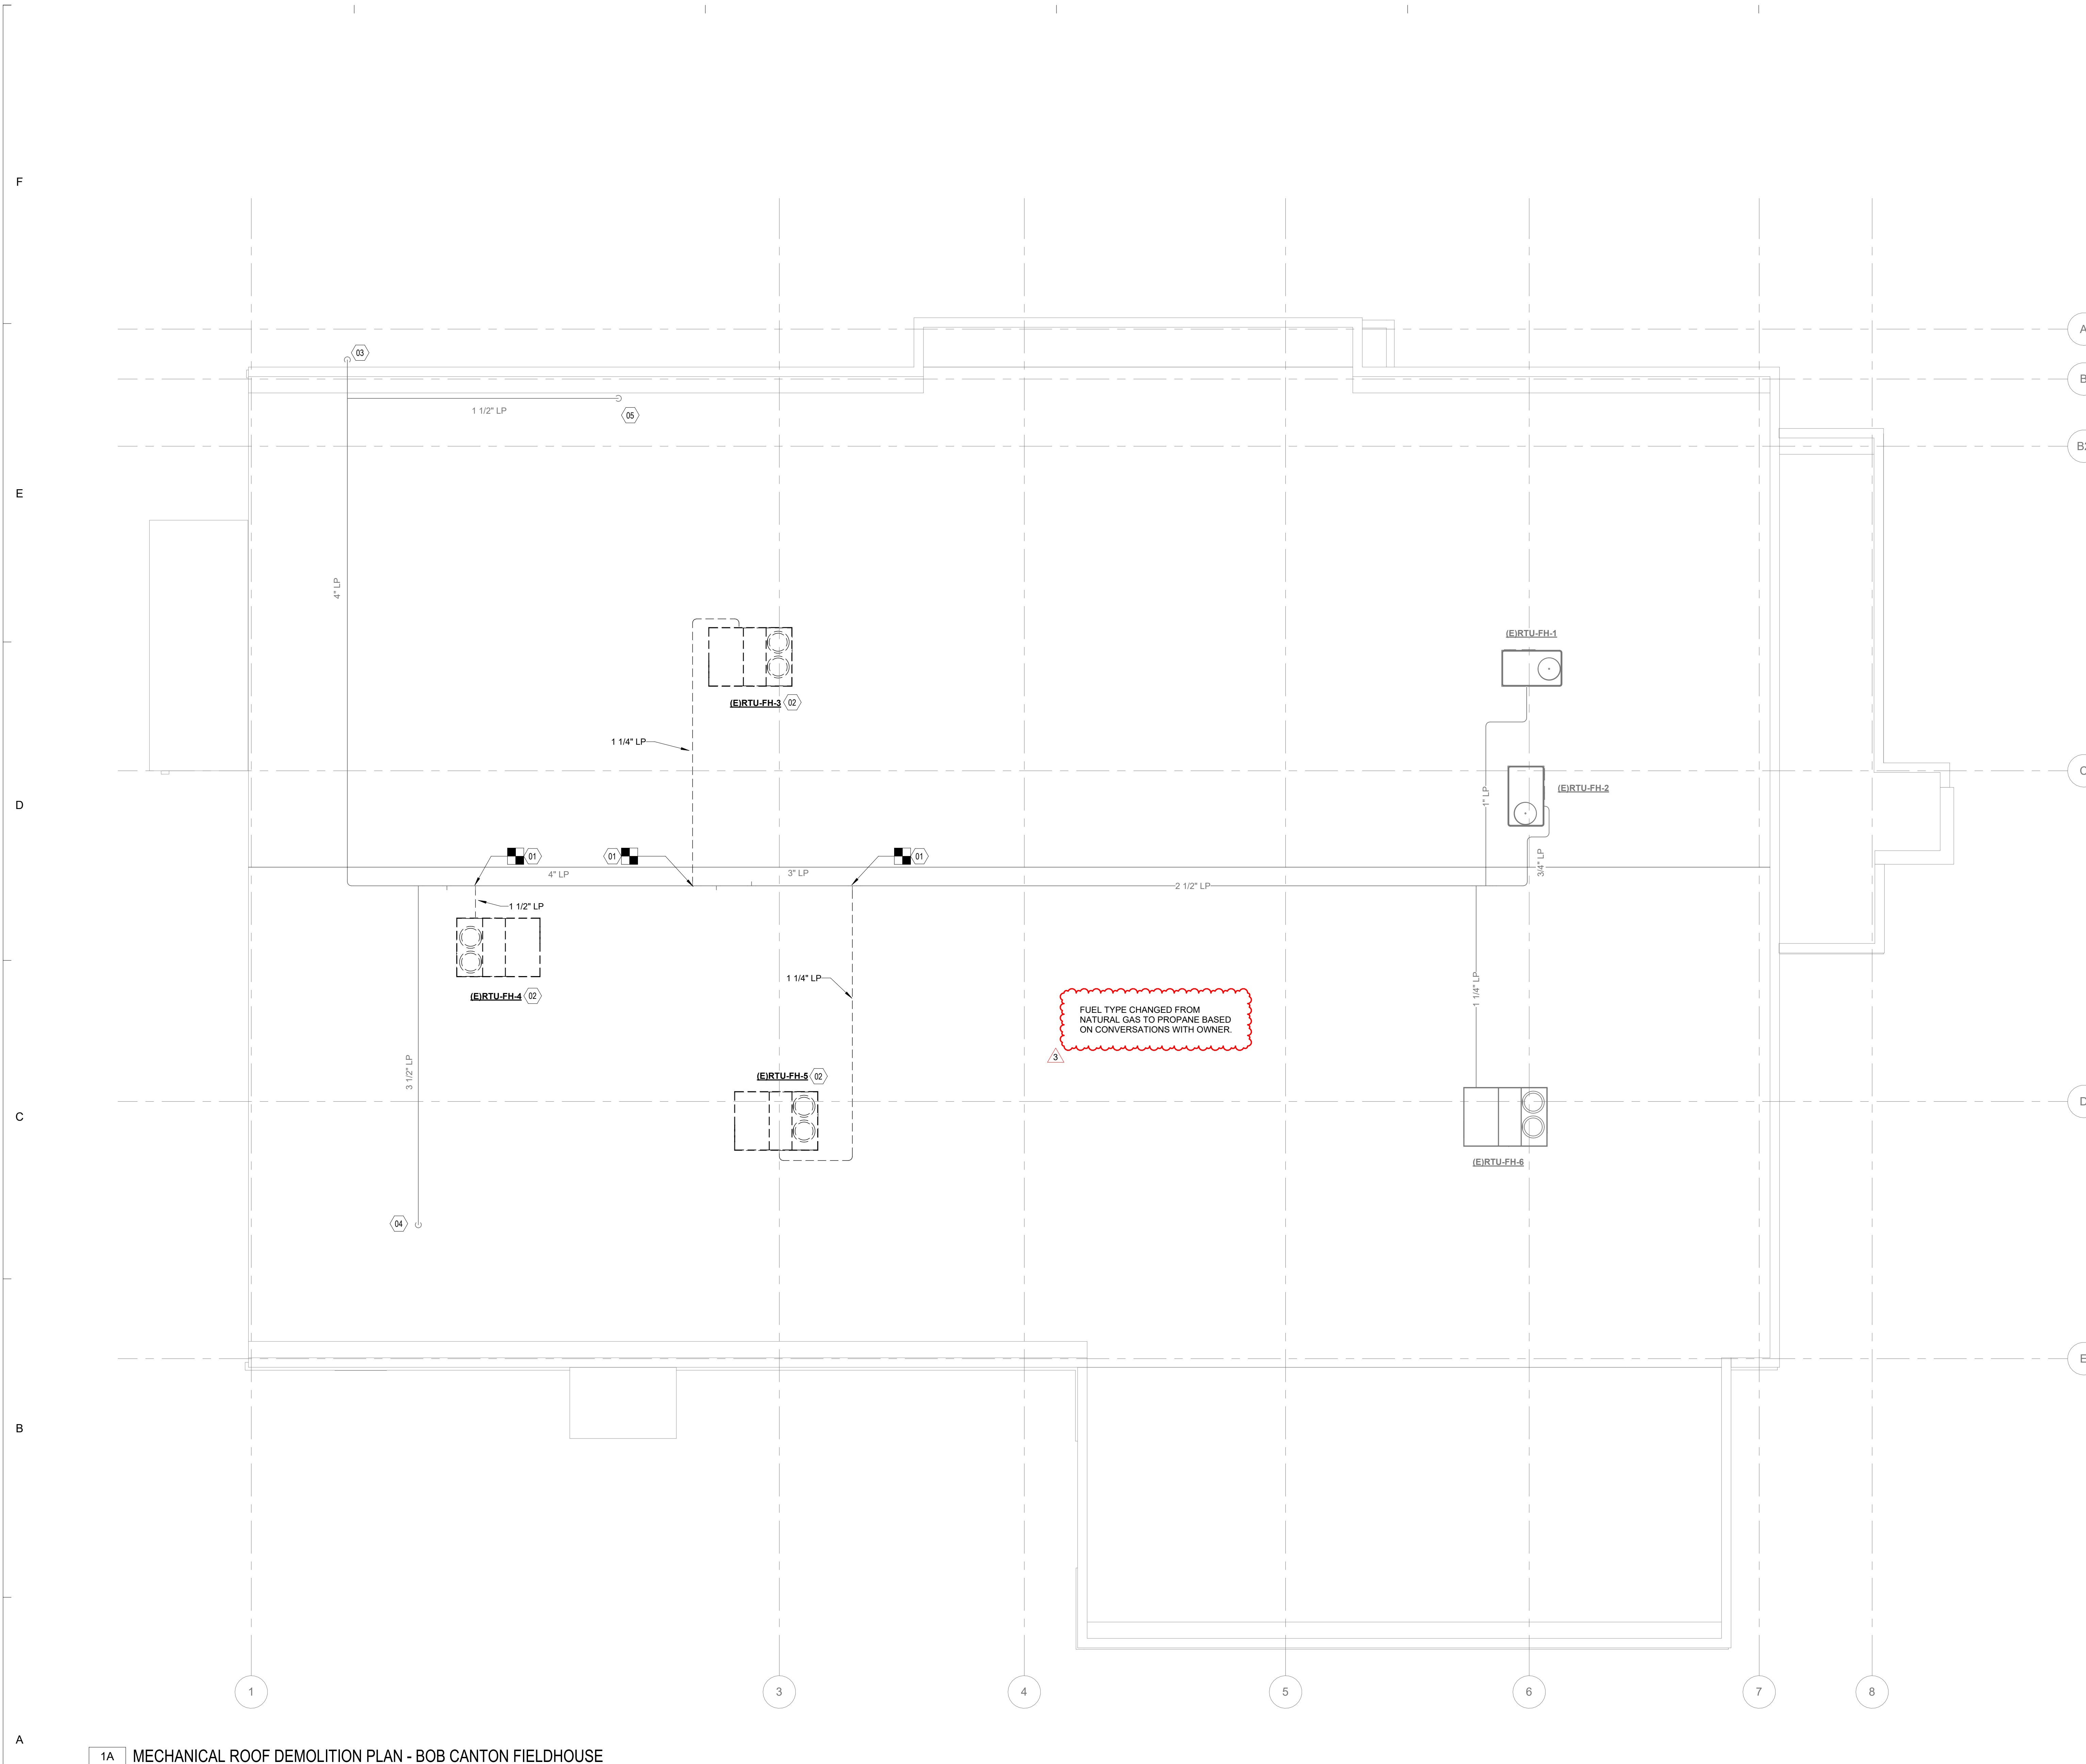 F
A
03
B
1 1/2" LP
05
B2
E
4" LP
(E)RTU-FH-1
(E)RTU-FH-3 02
1 1/4" LP
C
1" LP
(E)RTU-FH-2
D
01
01
01
4" LP
3" LP
3/4" LP
2 1/2" LP
1 1/2" LP
1 1/4" LP
1 1/4" LP
(E)RTU-FH-4 02
FUEL TYPE CHANGED FROM
NATURAL GAS TO PROPANE BASED
ON CONVERSATIONS WITH OWNER.
3
3 1/2" LP
(E)RTU-FH-5 02
D
C
(E)RTU-FH-6
04
E
B
1
3
4
5
6
7
8
A
1A MECHANICAL ROOF DEMOLITION PLAN - BOB CANTON FIELDHOUSE